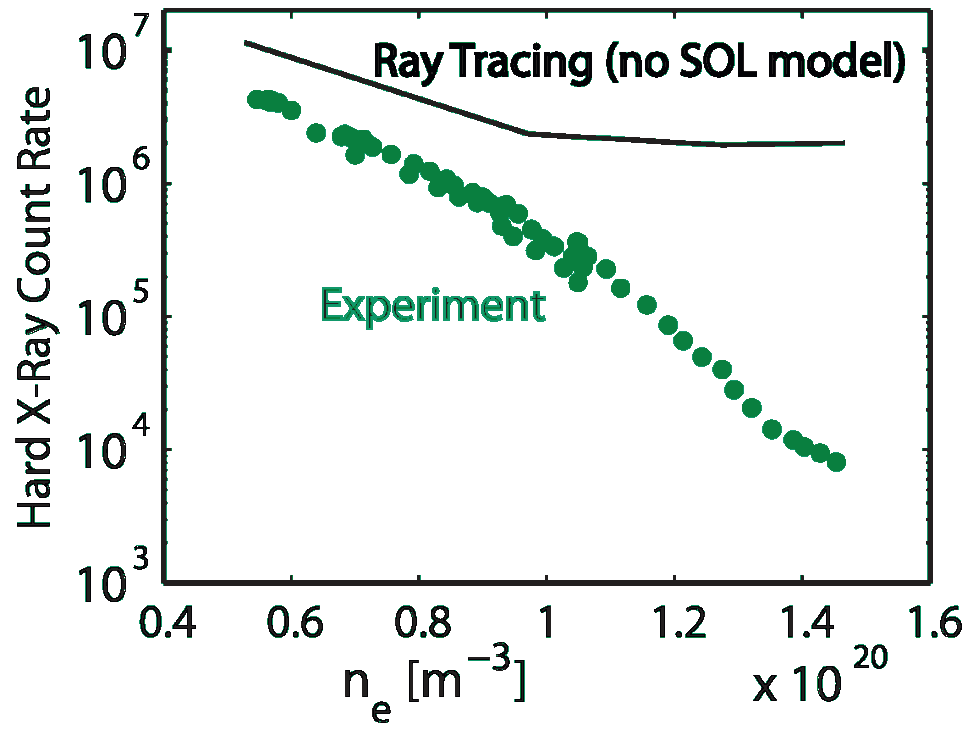 10^7
Ray Tracing (no SOL model)
10^6
Hard X-Ray Count Rate
10^5
Experiment
10^4
10^3
0.4 0.6 0.8 1 1.2 1.4 1.6
n_e [m^−3]
x 10^20